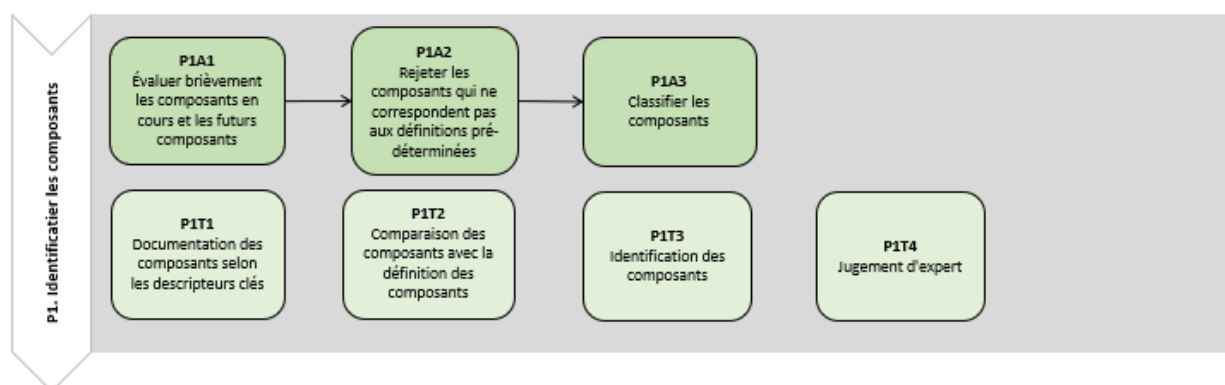 P1. Identificatier les composants
P1A1
Évaluer brièvement
les composants en
cours et les futurs
composants
P1A2
Rejeter les
composants qui ne
correspondent pas
aux définitions pré-
déterminées
P1A3
Classifier les
composants
P1T1
Documentation des
composants selon
les descripteurs clés
P1T2
Comparaison des
composants avec la
définition des
composants
P1T3
Identification des
composants
P1T4
Jugement d'expert